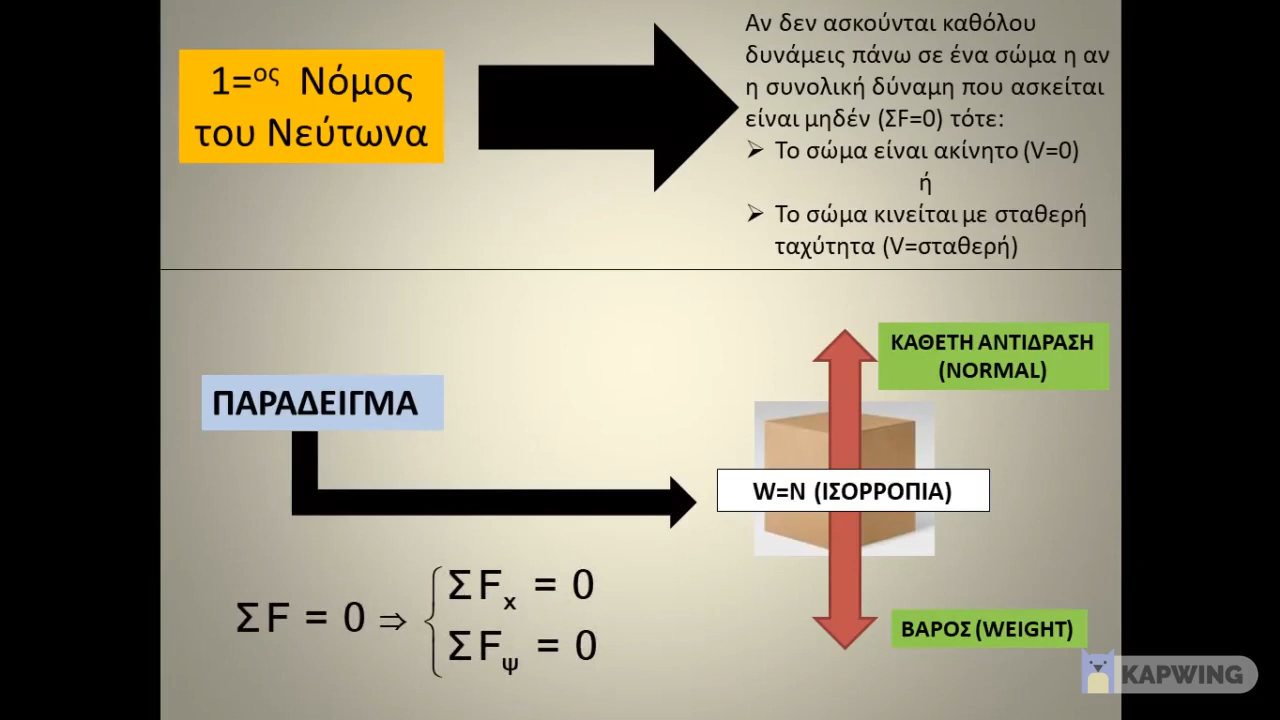 1=ος Νόμος
του Νεύτωνα
Αν δεν ασκούνται καθόλου
δυνάμεις πάνω σε ένα σώμα η αν
η συνολική δύναμη που ασκείται
είναι μηδέν (ΣF=0) τότε:
➢ Το σώμα είναι ακίνητο (V=0)
ή
➢ Το σώμα κινείται με σταθερή
ταχύτητα (V=σταθερή)
ΠΑΡΑΔΕΙΓΜΑ
ΚΑΘΕΤΗ ΑΝΤΙΔΡΑΣΗ
(NORMAL)
W=N (ΙΣΟΡΡΟΠΙΑ)
ΣF = 0 ⇒ { ΣFx = 0
ΣFψ = 0
ΒΑΡΟΣ (WEIGHT)
KAPWING